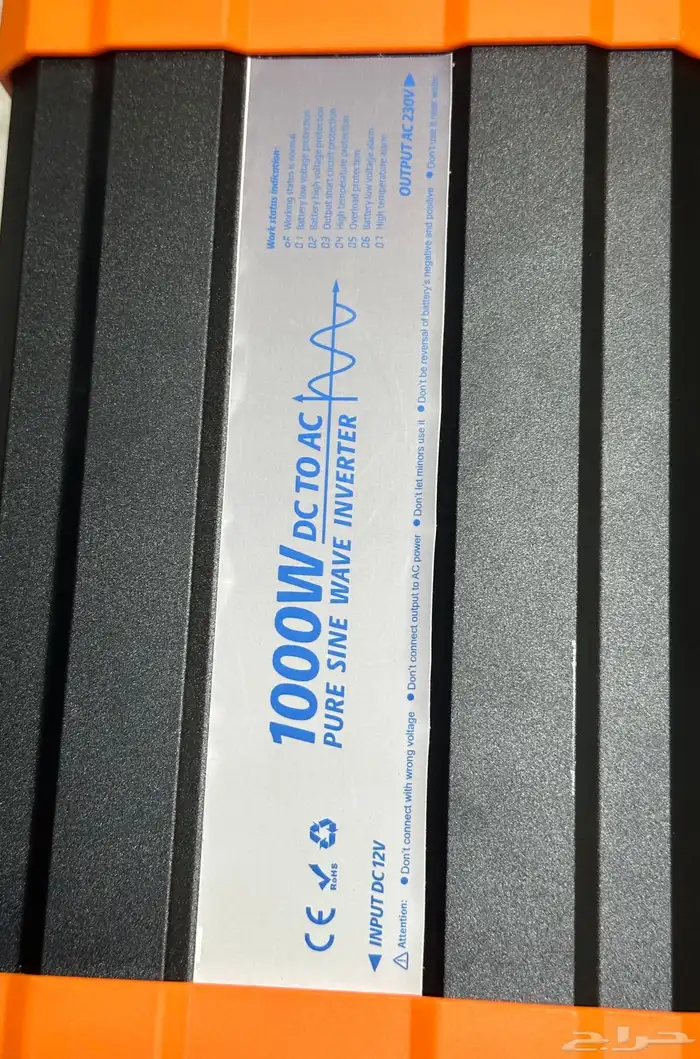 Work status indication:
oF Working status is normal
01 Battery low voltage protection
02 Battery high voltage protection
03 Output short circuit protection
04 High temperature protection
05 Overload protection
06 Battery low voltage alarm
07 High temperature alarm
1000W DC TO AC
PURE SINE WAVE INVERTER
CE RoHS
◀ INPUT DC 12V
OUTPUT AC 230V ▶
⚠ Attention: ● Don't connect with wrong voltage ● Don't connect output to AC power ● Don't let minors use it ● Don't be reversal of battery's negative and positive ● Don't use it near water
حراج